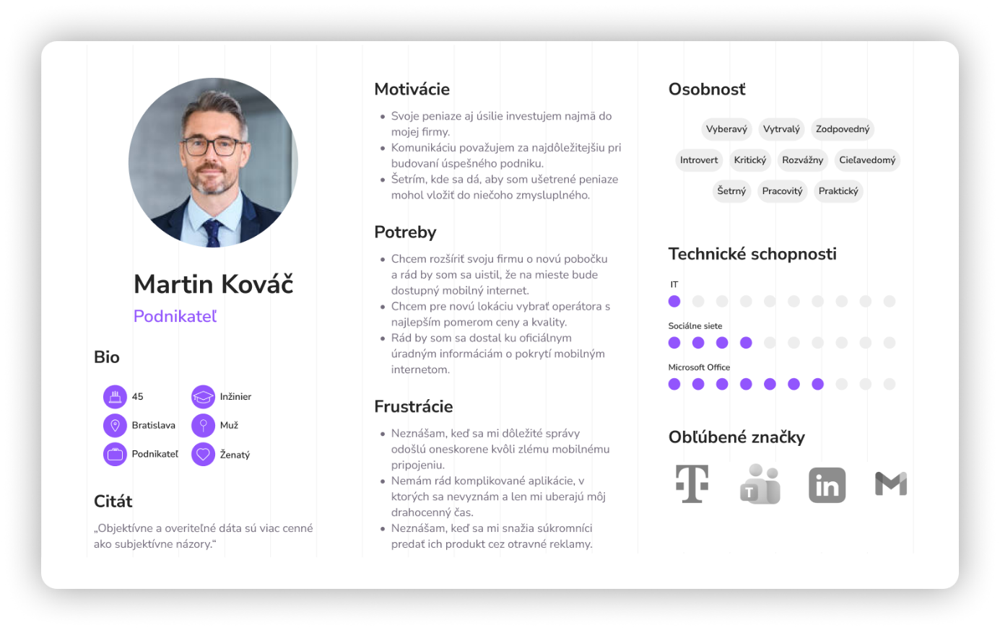 Martin Kováč
Podnikateľ
Bio
45
Inžinier
Bratislava
Muž
Podnikateľ
Ženatý
Citát
„Objektívne a overiteľné dáta sú viac cenné
ako subjektívne názory.“
Motivácie
• Svoje peniaze aj úsilie investujem najmä do
mojej firmy.
• Komunikáciu považujem za najdôležitejšiu pri
budovaní úspešného podniku.
• Šetrím, kde sa dá, aby som ušetrené peniaze
mohol vložiť do niečoho zmysluplného.
Potreby
• Chcem rozšíriť svoju firmu o novú pobočku
a rád by som sa uistil, že na mieste bude
dostupný mobilný internet.
• Chcem pre novú lokáciu vybrať operátora s
najlepším pomerom ceny a kvality.
• Rád by som sa dostal ku oficiálnym
úradným informáciám o pokrytí mobilným
internetom.
Frustrácie
• Neznášam, keď sa mi dôležité správy
odošlú oneskorene kvôli zlému mobilnému
pripojeniu.
• Nemám rád komplikované aplikácie, v
ktorých sa nevyznám a len mi uberajú môj
drahocenný čas.
• Neznášam, keď sa mi snažia súkromníci
predať ich produkt cez otravné reklamy.
Osobnosť
Vyberavý Vytrvalý Zodpovedný
Introvert Kritický Rozvážny Cieľavedomý
Šetrný Pracovitý Praktický
Technické schopnosti
IT
Sociálne siete
Microsoft Office
Obľúbené značky
T T in M